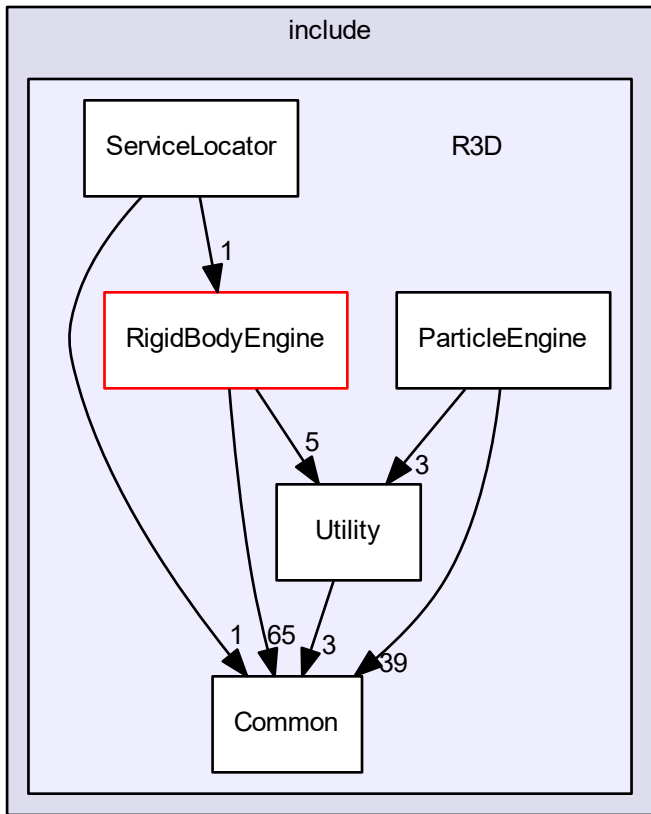 include
ServiceLocator
R3D
1
RigidBodyEngine
ParticleEngine
5
3
Utility
1
65
3
39
Common